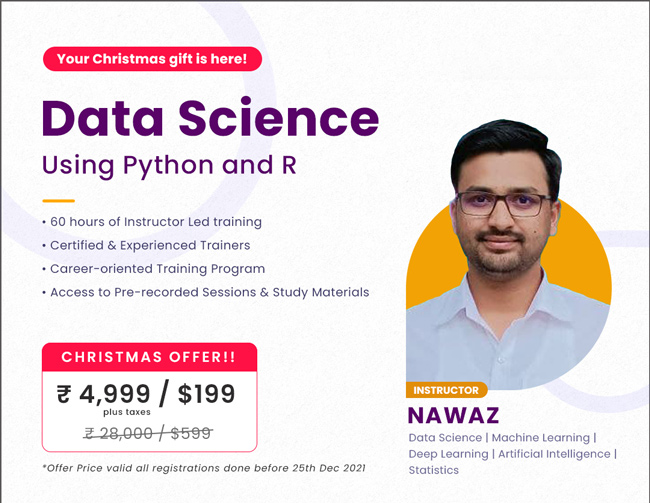 Your Christmas gift is here!
Data Science
Using Python and R
• 60 hours of Instructor Led training
• Certified & Experienced Trainers
• Career-oriented Training Program
• Access to Pre-recorded Sessions & Study Materials
CHRISTMAS OFFER!!
₹ 4,999 / $199
plus taxes
₹ 28,000 / $599
*Offer Price valid all registrations done before 25th Dec 2021
INSTRUCTOR
NAWAZ
Data Science | Machine Learning |
Deep Learning | Artificial Intelligence |
Statistics